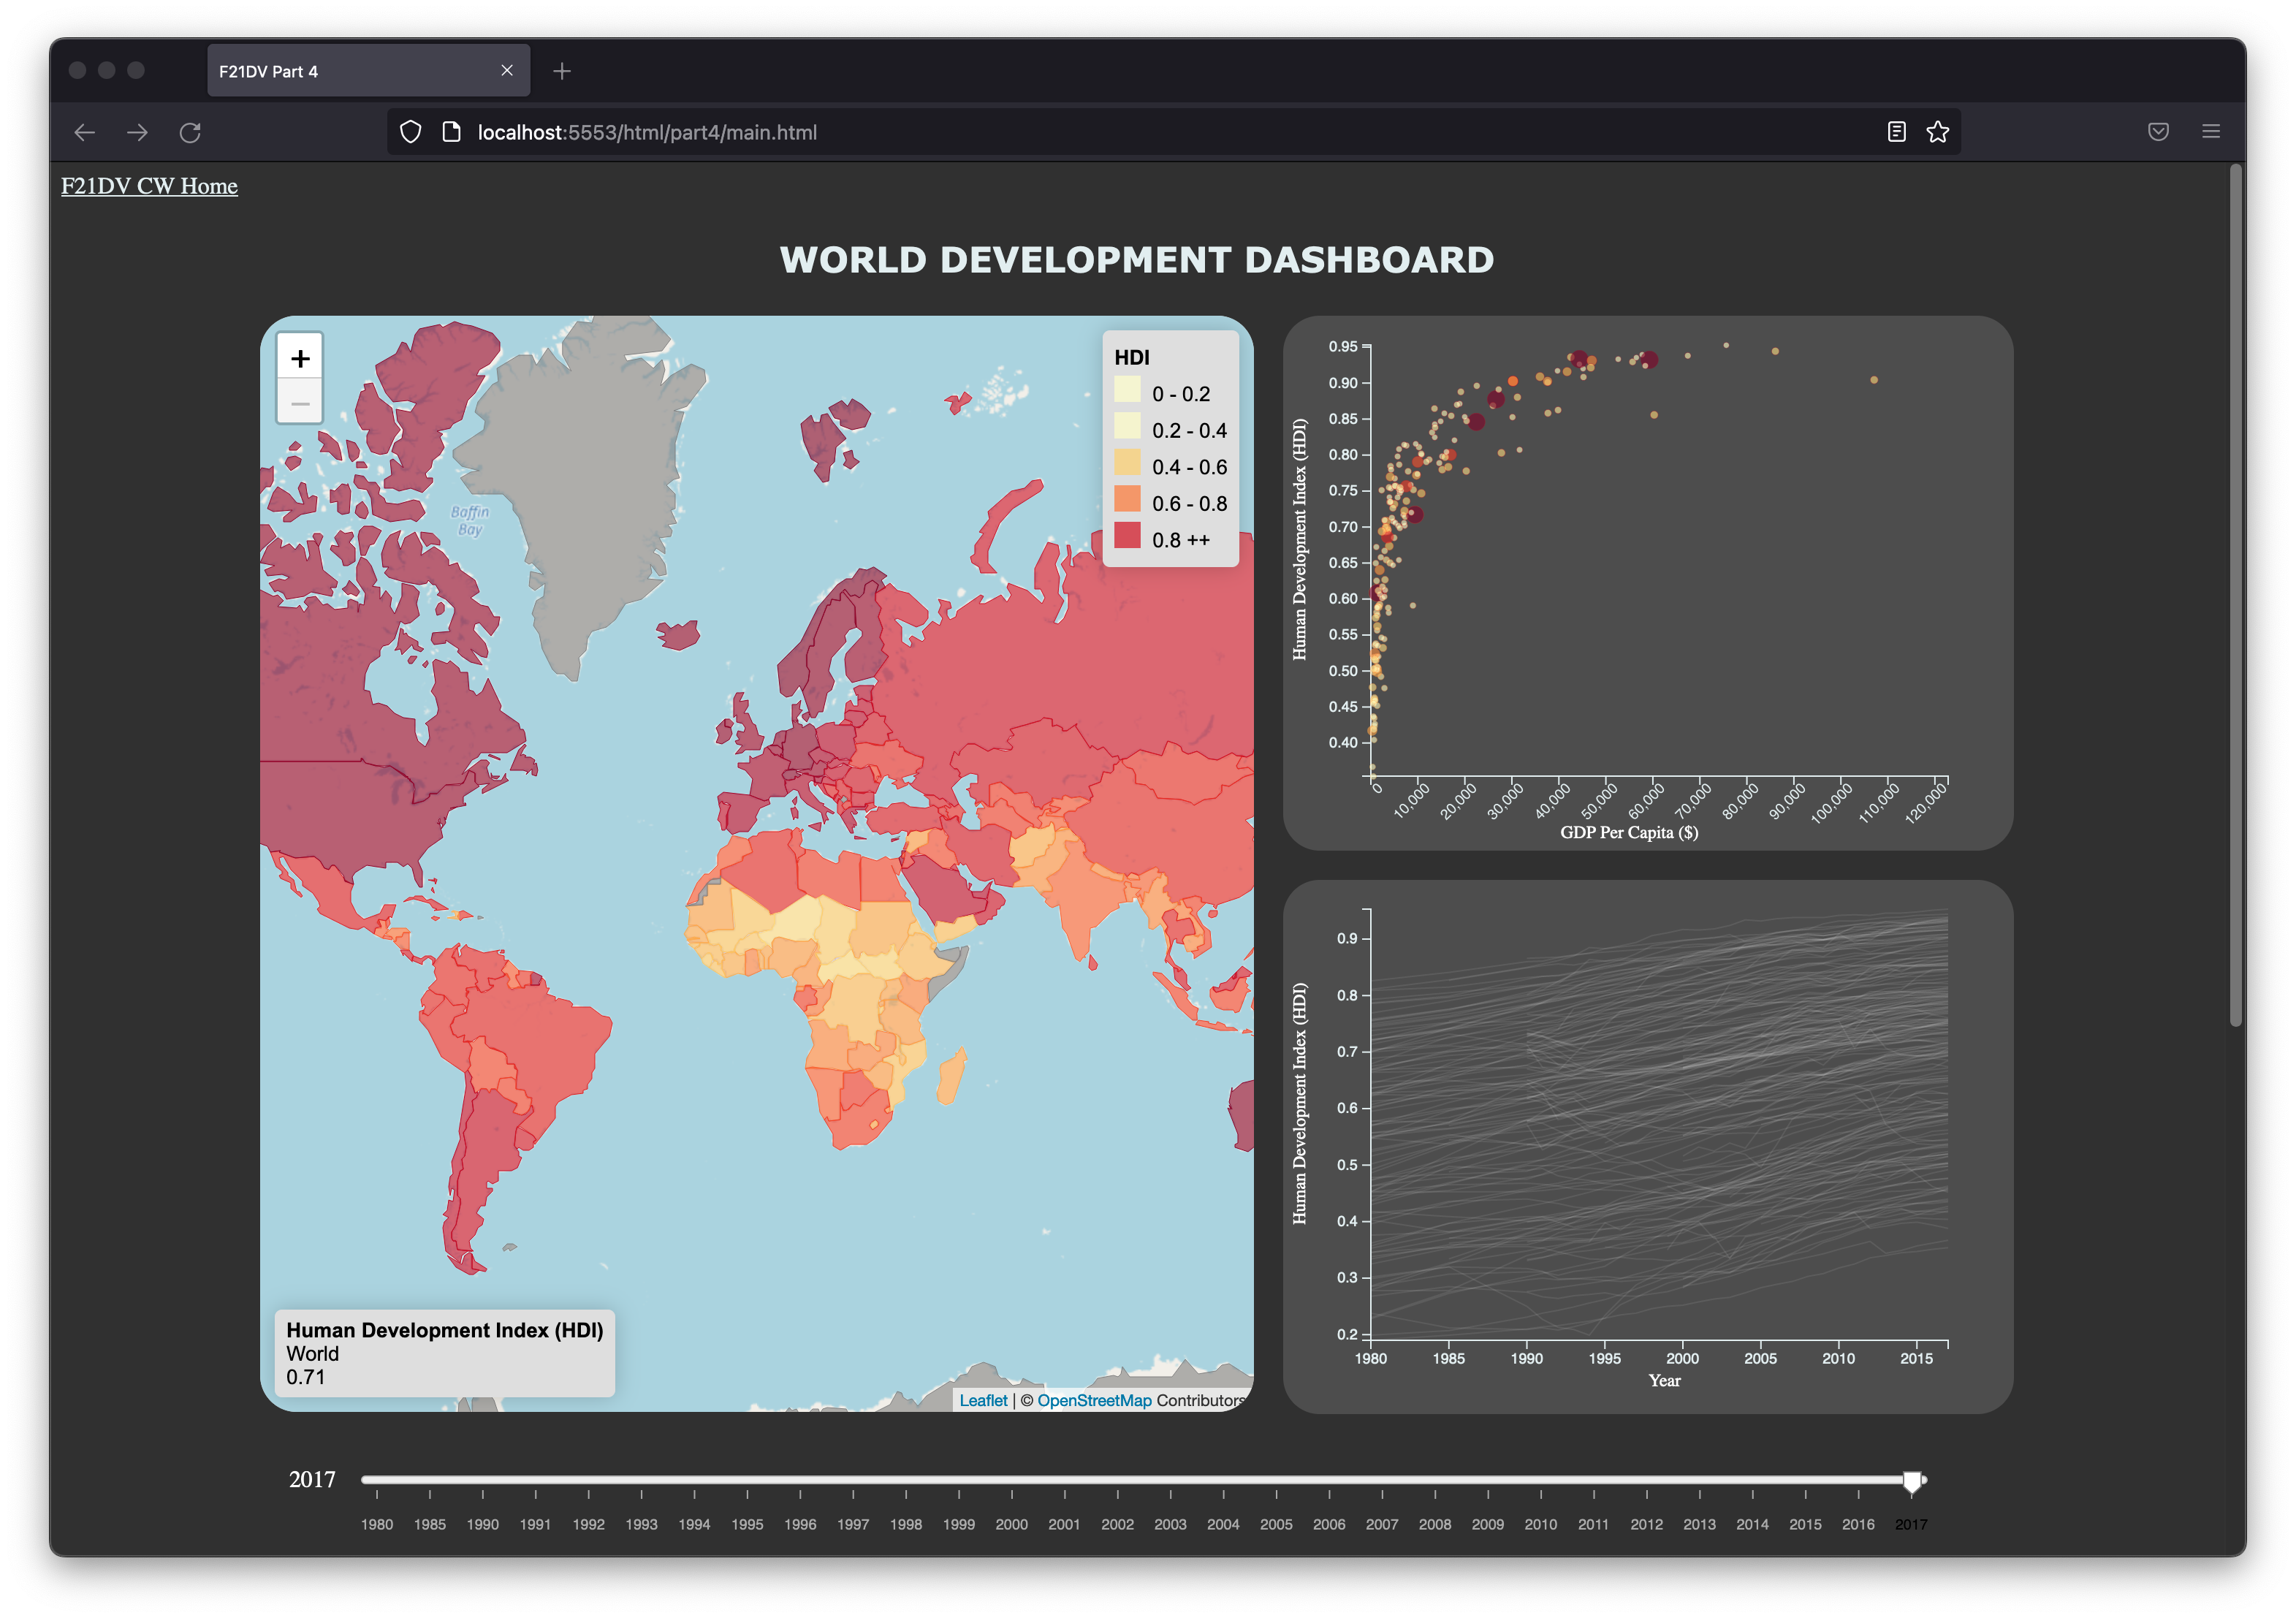 F21DV Part 4
localhost:5553/html/part4/main.html
F21DV CW Home
WORLD DEVELOPMENT DASHBOARD
+
−
Baffin
Bay
HDI
0 - 0.2
0.2 - 0.4
0.4 - 0.6
0.6 - 0.8
0.8 ++
Human Development Index (HDI)
World
0.71
Leaflet | © OpenStreetMap Contributors
Human Development Index (HDI)
0.95
0.90
0.85
0.80
0.75
0.70
0.65
0.60
0.55
0.50
0.45
0.40
0 10,000 20,000 30,000 40,000 50,000 60,000 70,000 80,000 90,000 100,000 110,000 120,000
GDP Per Capita ($)
Human Development Index (HDI)
0.9
0.8
0.7
0.6
0.5
0.4
0.3
0.2
1980 1985 1990 1995 2000 2005 2010 2015
Year
2017
1980 1985 1990 1991 1992 1993 1994 1995 1996 1997 1998 1999 2000 2001 2002 2003 2004 2005 2006 2007 2008 2009 2010 2011 2012 2013 2014 2015 2016 2017